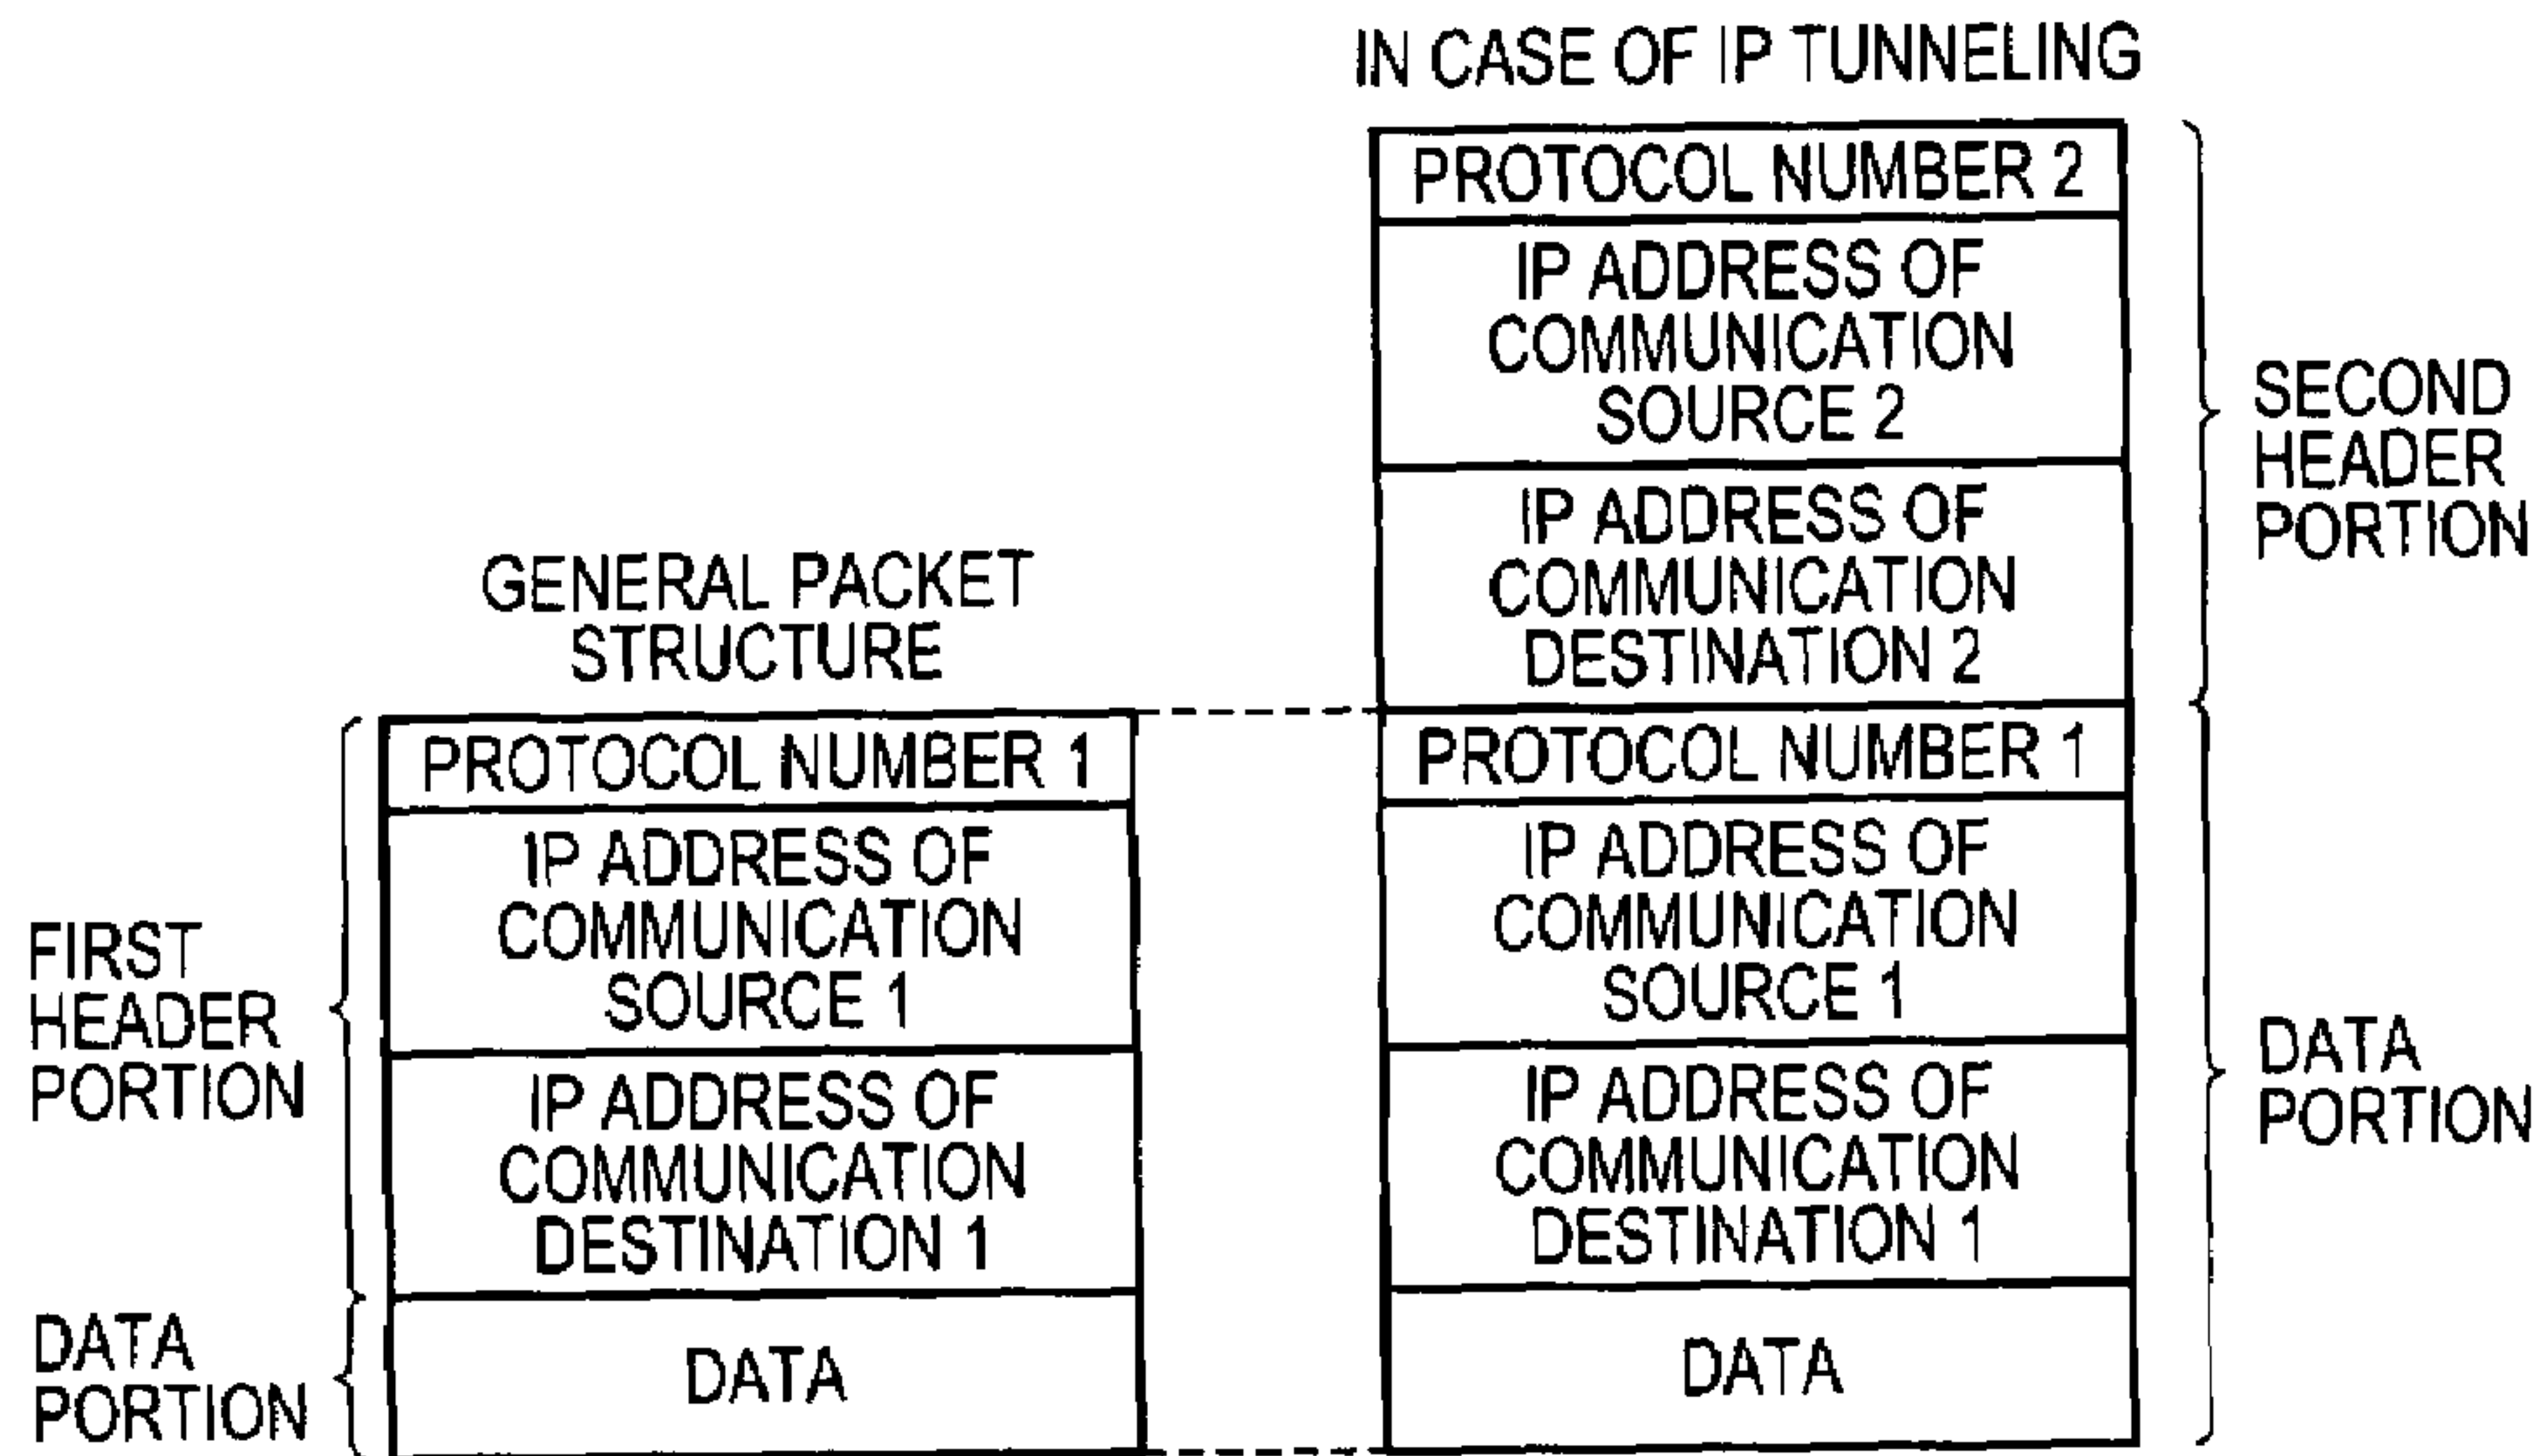 IN CASE OF IP TUNNELING
PROTOCOL NUMBER 2
IP ADDRESS OF
COMMUNICATION
SOURCE 2
IP ADDRESS OF
COMMUNICATION
DESTINATION 2
SECOND
HEADER
PORTION
GENERAL PACKET
STRUCTURE
PROTOCOL NUMBER 1
IP ADDRESS OF
COMMUNICATION
SOURCE 1
IP ADDRESS OF
COMMUNICATION
DESTINATION 1
DATA
FIRST
HEADER
PORTION
DATA
PORTION
PROTOCOL NUMBER 1
IP ADDRESS OF
COMMUNICATION
SOURCE 1
IP ADDRESS OF
COMMUNICATION
DESTINATION 1
DATA
DATA
PORTION